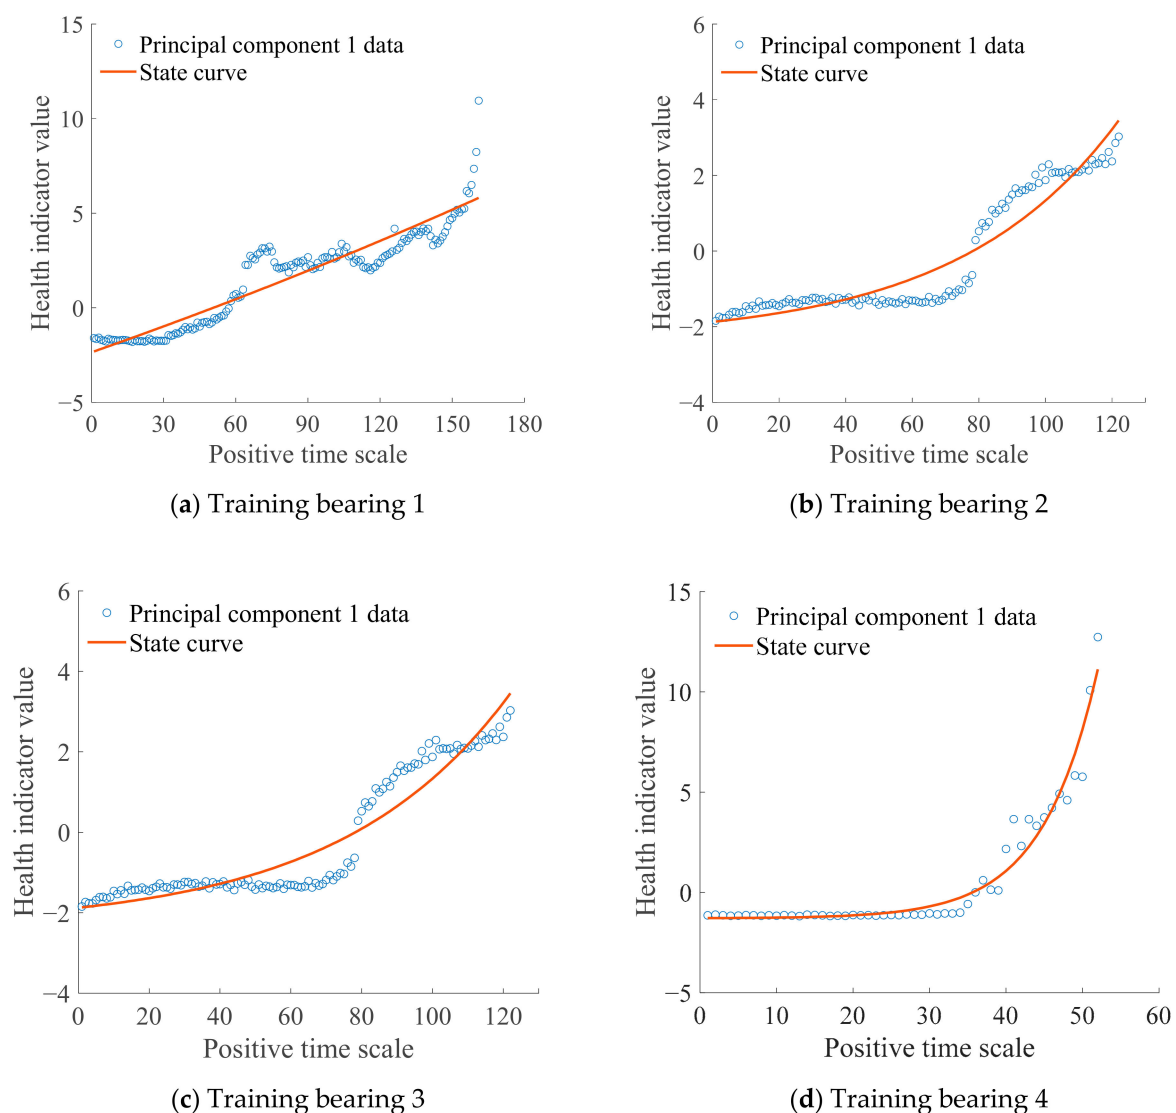 15
10
5
0
−5
Health indicator value
Principal component 1 data
State curve
0 30 60 90 120 150 180
Positive time scale
(a) Training bearing 1
6
4
2
0
−2
−4
Health indicator value
Principal component 1 data
State curve
0 20 40 60 80 100 120
Positive time scale
(b) Training bearing 2
6
4
2
0
−2
−4
Health indicator value
Principal component 1 data
State curve
0 20 40 60 80 100 120
Positive time scale
(c) Training bearing 3
15
10
5
0
−5
Health indicator value
Principal component 1 data
State curve
0 10 20 30 40 50 60
Positive time scale
(d) Training bearing 4